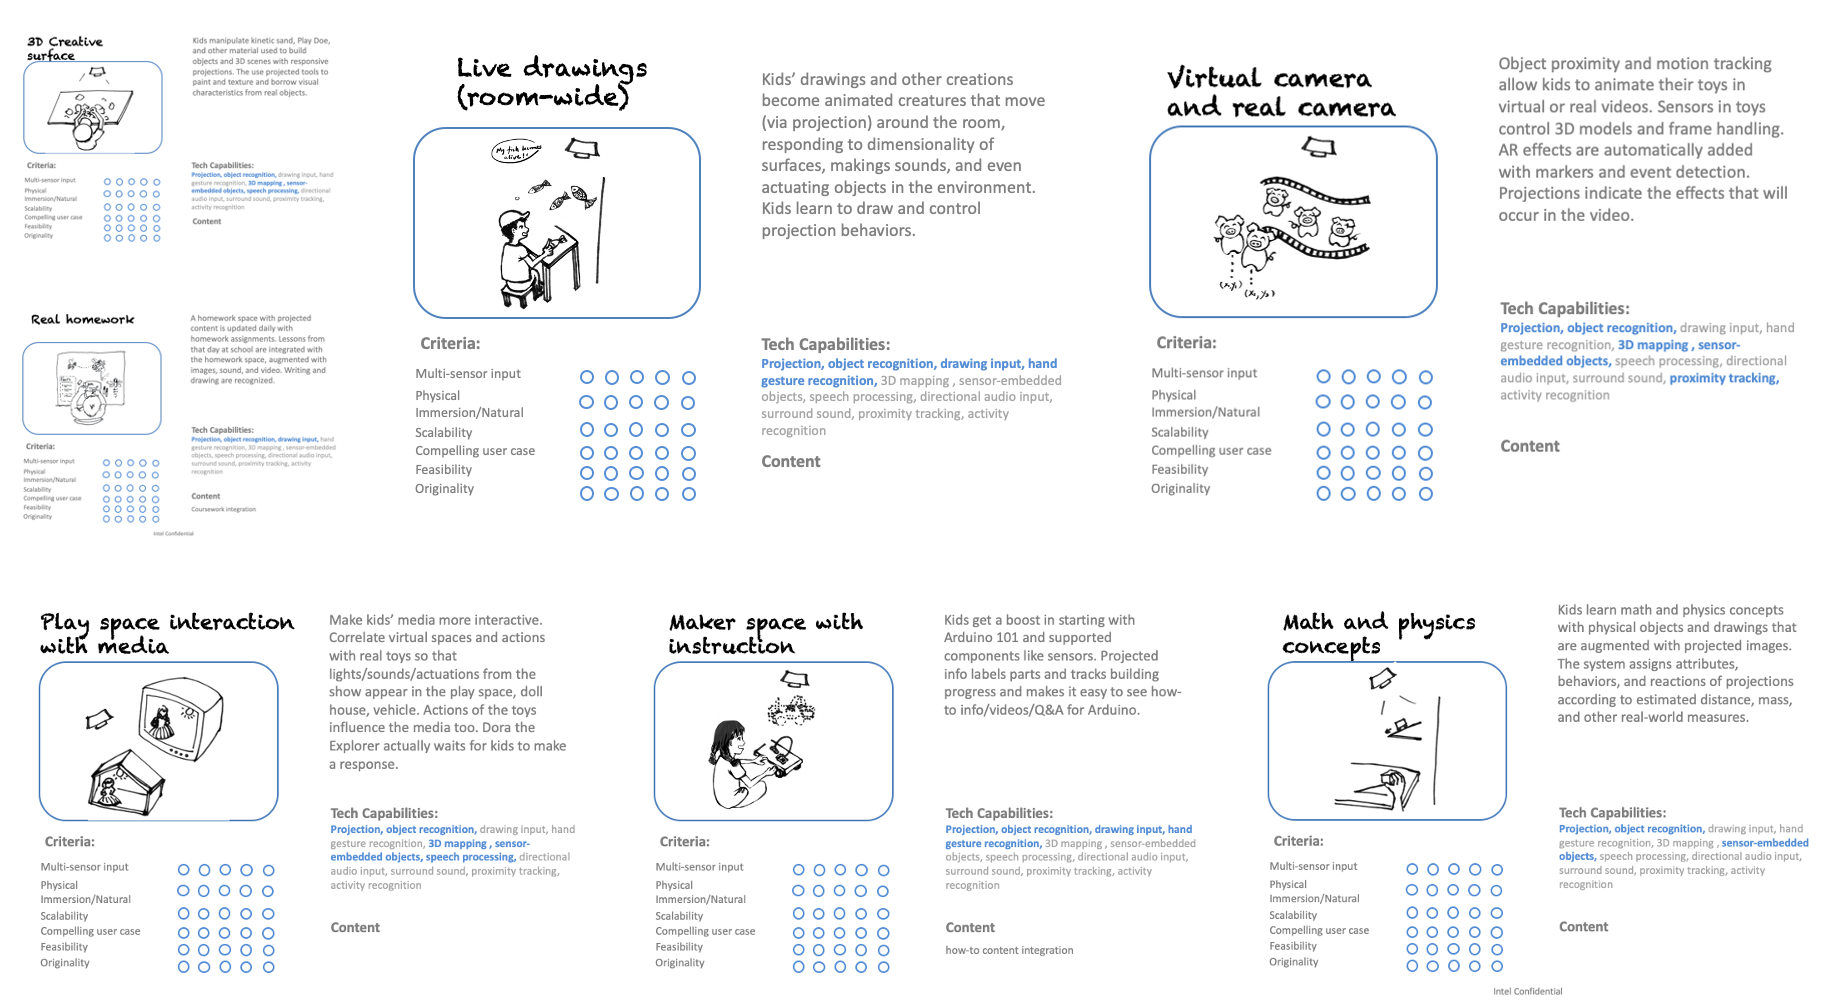 3D Creative
surface
Kids manipulate kinetic sand, Play Doe,
and other material used to build
objects and 3D scenes with responsive
projections. The use projected tools to
paint and texture and borrow visual
characteristics from real objects.
Criteria:
Multi-sensor input
Physical
Immersion/Natural
Scalability
Compelling user case
Feasibility
Originality
Tech Capabilities:
Projection, object recognition, drawing input, hand
gesture recognition, 3D mapping , sensor-
embedded objects, speech processing, directional
audio input, surround sound, proximity tracking,
activity recognition
Content
Real homework
A homework space with projected
content is updated daily with
homework assignments. Lessons from
that day at school are integrated with
the homework space, augmented with
images, sound, and video. Writing and
drawing are recognized.
Criteria:
Multi-sensor input
Physical
Immersion/Natural
Scalability
Compelling user case
Feasibility
Originality
Tech Capabilities:
Projection, object recognition, drawing input, hand
gesture recognition, 3D mapping , sensor-embedded
objects, speech processing, directional audio input,
surround sound, proximity tracking, activity
recognition
Content
Coursework integration
Intel Confidential
Live drawings
(room-wide)
My fish becomes
alive!!
Kids' drawings and other creations
become animated creatures that move
(via projection) around the room,
responding to dimensionality of
surfaces, makings sounds, and even
actuating objects in the environment.
Kids learn to draw and control
projection behaviors.
Criteria:
Multi-sensor input
Physical
Immersion/Natural
Scalability
Compelling user case
Feasibility
Originality
Tech Capabilities:
Projection, object recognition, drawing input, hand
gesture recognition, 3D mapping , sensor-embedded
objects, speech processing, directional audio input,
surround sound, proximity tracking, activity
recognition
Content
Virtual camera
and real camera
(x,y,)
(x₂,y₂)
Object proximity and motion tracking
allow kids to animate their toys in
virtual or real videos. Sensors in toys
control 3D models and frame handling.
AR effects are automatically added
with markers and event detection.
Projections indicate the effects that will
occur in the video.
Criteria:
Multi-sensor input
Physical
Immersion/Natural
Scalability
Compelling user case
Feasibility
Originality
Tech Capabilities:
Projection, object recognition, drawing input, hand
gesture recognition, 3D mapping , sensor-
embedded objects, speech processing, directional
audio input, surround sound, proximity tracking,
activity recognition
Content
Play space interaction
with media
Make kids' media more interactive.
Correlate virtual spaces and actions
with real toys so that
lights/sounds/actuations from the
show appear in the play space, doll
house, vehicle. Actions of the toys
influence the media too. Dora the
Explorer actually waits for kids to make
a response.
Criteria:
Multi-sensor input
Physical
Immersion/Natural
Scalability
Compelling user case
Feasibility
Originality
Tech Capabilities:
Projection, object recognition, drawing input, hand
gesture recognition, 3D mapping , sensor-
embedded objects, speech processing, directional
audio input, surround sound, proximity tracking,
activity recognition
Content
Maker space with
instruction
Kids get a boost in starting with
Arduino 101 and supported
components like sensors. Projected
info labels parts and tracks building
progress and makes it easy to see how-
to info/videos/Q&A for Arduino.
Criteria:
Multi-sensor input
Physical
Immersion/Natural
Scalability
Compelling user case
Feasibility
Originality
Tech Capabilities:
Projection, object recognition, drawing input, hand
gesture recognition, 3D mapping , sensor-embedded
objects, speech processing, directional audio input,
surround sound, proximity tracking, activity
recognition
Content
how-to content integration
Math and physics
concepts
Kids learn math and physics concepts
with physical objects and drawings that
are augmented with projected images.
The system assigns attributes,
behaviors, and reactions of projections
according to estimated distance, mass,
and other real-world measures.
Criteria:
Multi-sensor input
Physical
Immersion/Natural
Scalability
Compelling user case
Feasibility
Originality
Tech Capabilities:
Projection, object recognition, drawing input, hand
gesture recognition, 3D mapping , sensor-embedded
objects, speech processing, directional audio input,
surround sound, proximity tracking, activity
recognition
Content
Intel Confidential